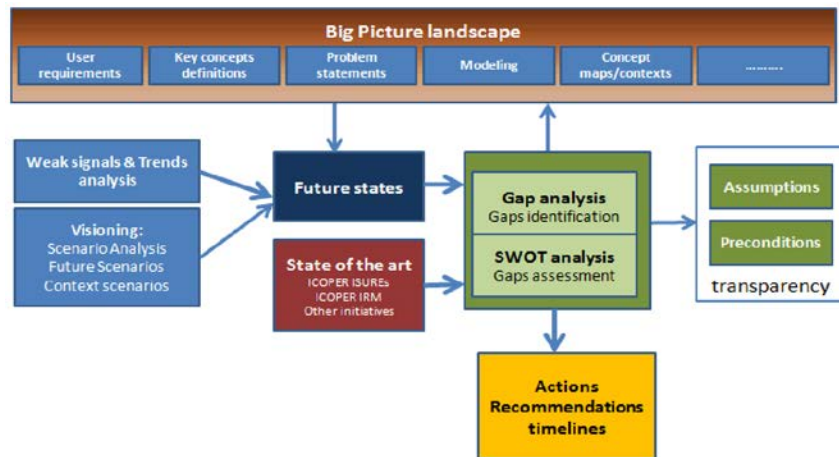 Big Picture landscape
User
requirements
Key concepts
definitions
Problem
statements
Modeling
Concept
maps/contexts
..........
Weak signals & Trends
analysis
Visioning:
Scenario Analysis
Future Scenarios
Context scenarios
Future states
State of the art
ICOPER ISUREs
ICOPER IRM
Other initiatives
Gap analysis
Gaps identification
SWOT analysis
Gaps assessment
Assumptions
Preconditions
transparency
Actions
Recommendations
timelines